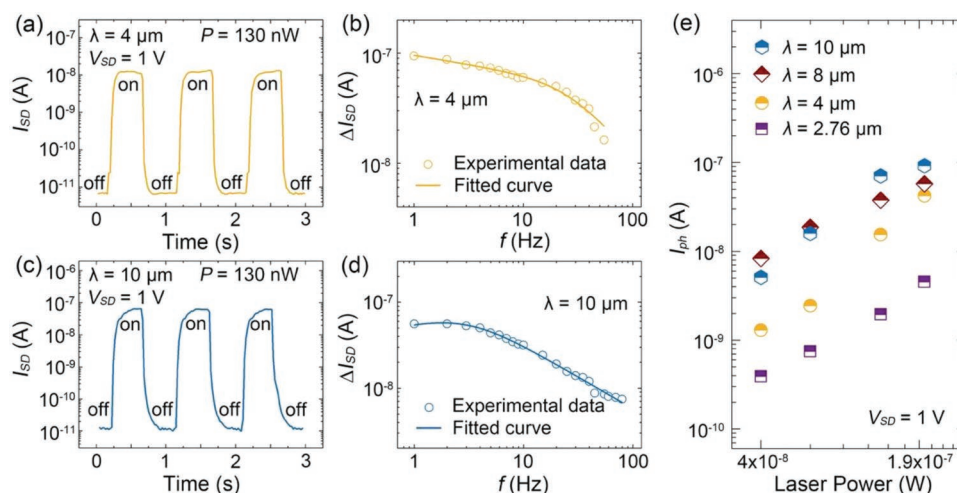 (a)
λ = 4 μm P = 130 nW
V_SD = 1 V
on on on
off off off off
10⁻⁵
10⁻⁶
10⁻⁷
10⁻⁸
10⁻⁹
10⁻¹⁰
10⁻¹¹
I_SD (A)
0 1 2 3
Time (s)
(b)
λ = 4 μm
Experimental data
Fitted curve
10⁻⁷
10⁻⁸
ΔI_SD (A)
1 10 100
f (Hz)
(c)
λ = 10 μm P = 130 nW
V_SD = 1 V
on on on
off off off off
10⁻⁶
10⁻⁷
10⁻⁸
10⁻⁹
10⁻¹⁰
10⁻¹¹
I_SD (A)
0 1 2 3
Time (s)
(d)
λ = 10 μm
Experimental data
Fitted curve
10⁻⁷
10⁻⁸
ΔI_SD (A)
1 10 100
f (Hz)
(e)
λ = 10 μm
λ = 8 μm
λ = 4 μm
λ = 2.76 μm
10⁻⁶
10⁻⁷
10⁻⁸
10⁻⁹
10⁻¹⁰
I_ph (A)
V_SD = 1 V
4x10⁻⁸ 1.9x10⁻⁷
Laser Power (W)